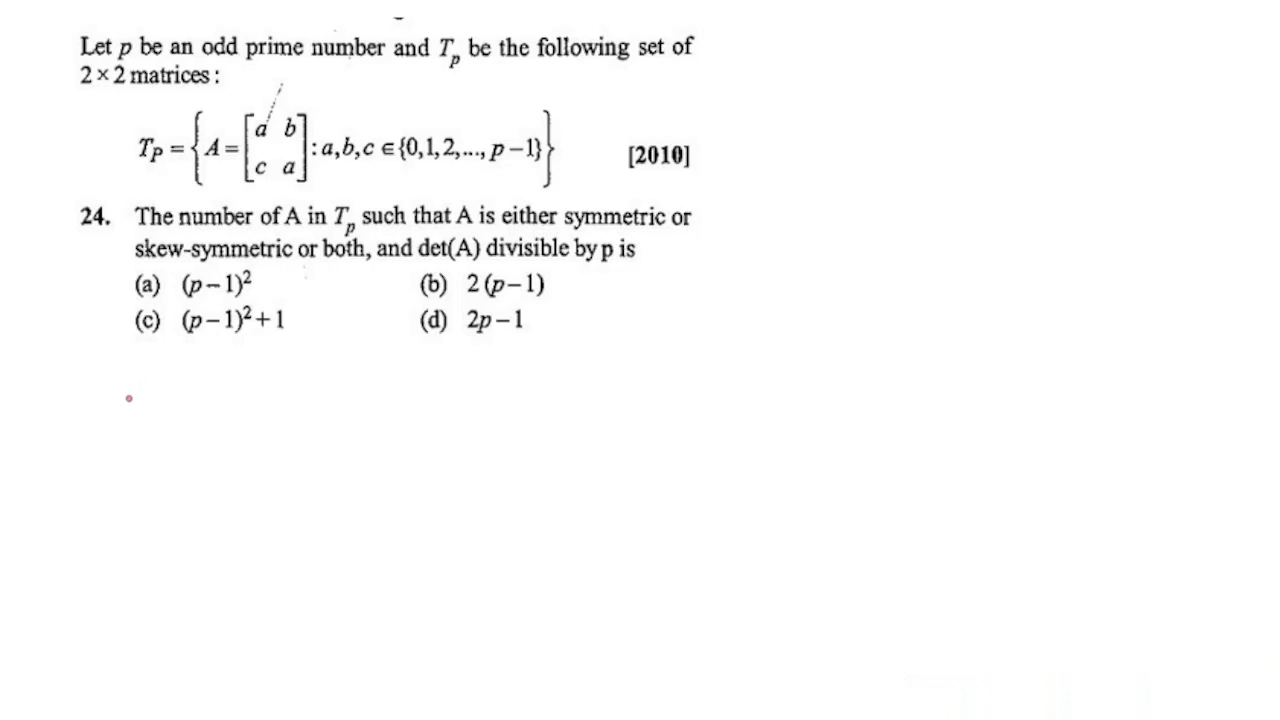 Let p be an odd prime number and Tₚ be the following set of
2 × 2 matrices :
T_P = { A = [a b; c a] : a, b, c ∈ {0, 1, 2, ..., p – 1} } [2010]
24. The number of A in Tₚ such that A is either symmetric or
skew-symmetric or both, and det(A) divisible by p is
(a) (p – 1)² (b) 2 (p – 1)
(c) (p – 1)² + 1 (d) 2p – 1